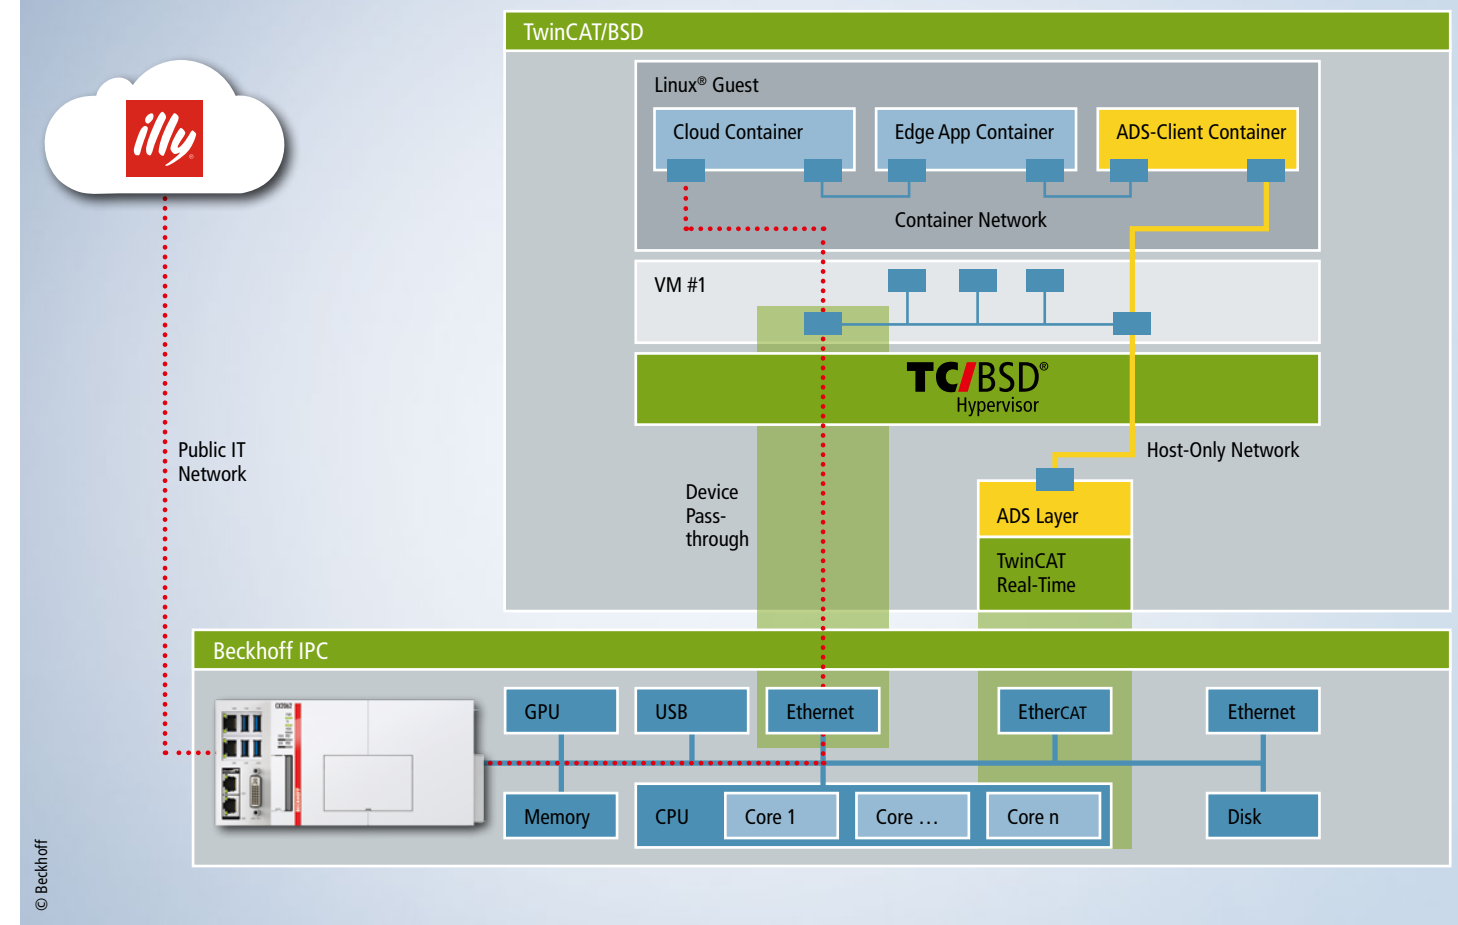 TwinCAT/BSD
Linux® Guest
illy
Cloud Container
Edge App Container
ADS-Client Container
Container Network
VM #1
TC/BSD®
Hypervisor
Public IT
Network
Host-Only Network
Device
Pass-
through
ADS Layer
TwinCAT
Real-Time
Beckhoff IPC
CX2062
BECKHOFF
GPU
USB
Ethernet
EtherCAT
Ethernet
Memory
CPU
Core 1
Core …
Core n
Disk
© Beckhoff